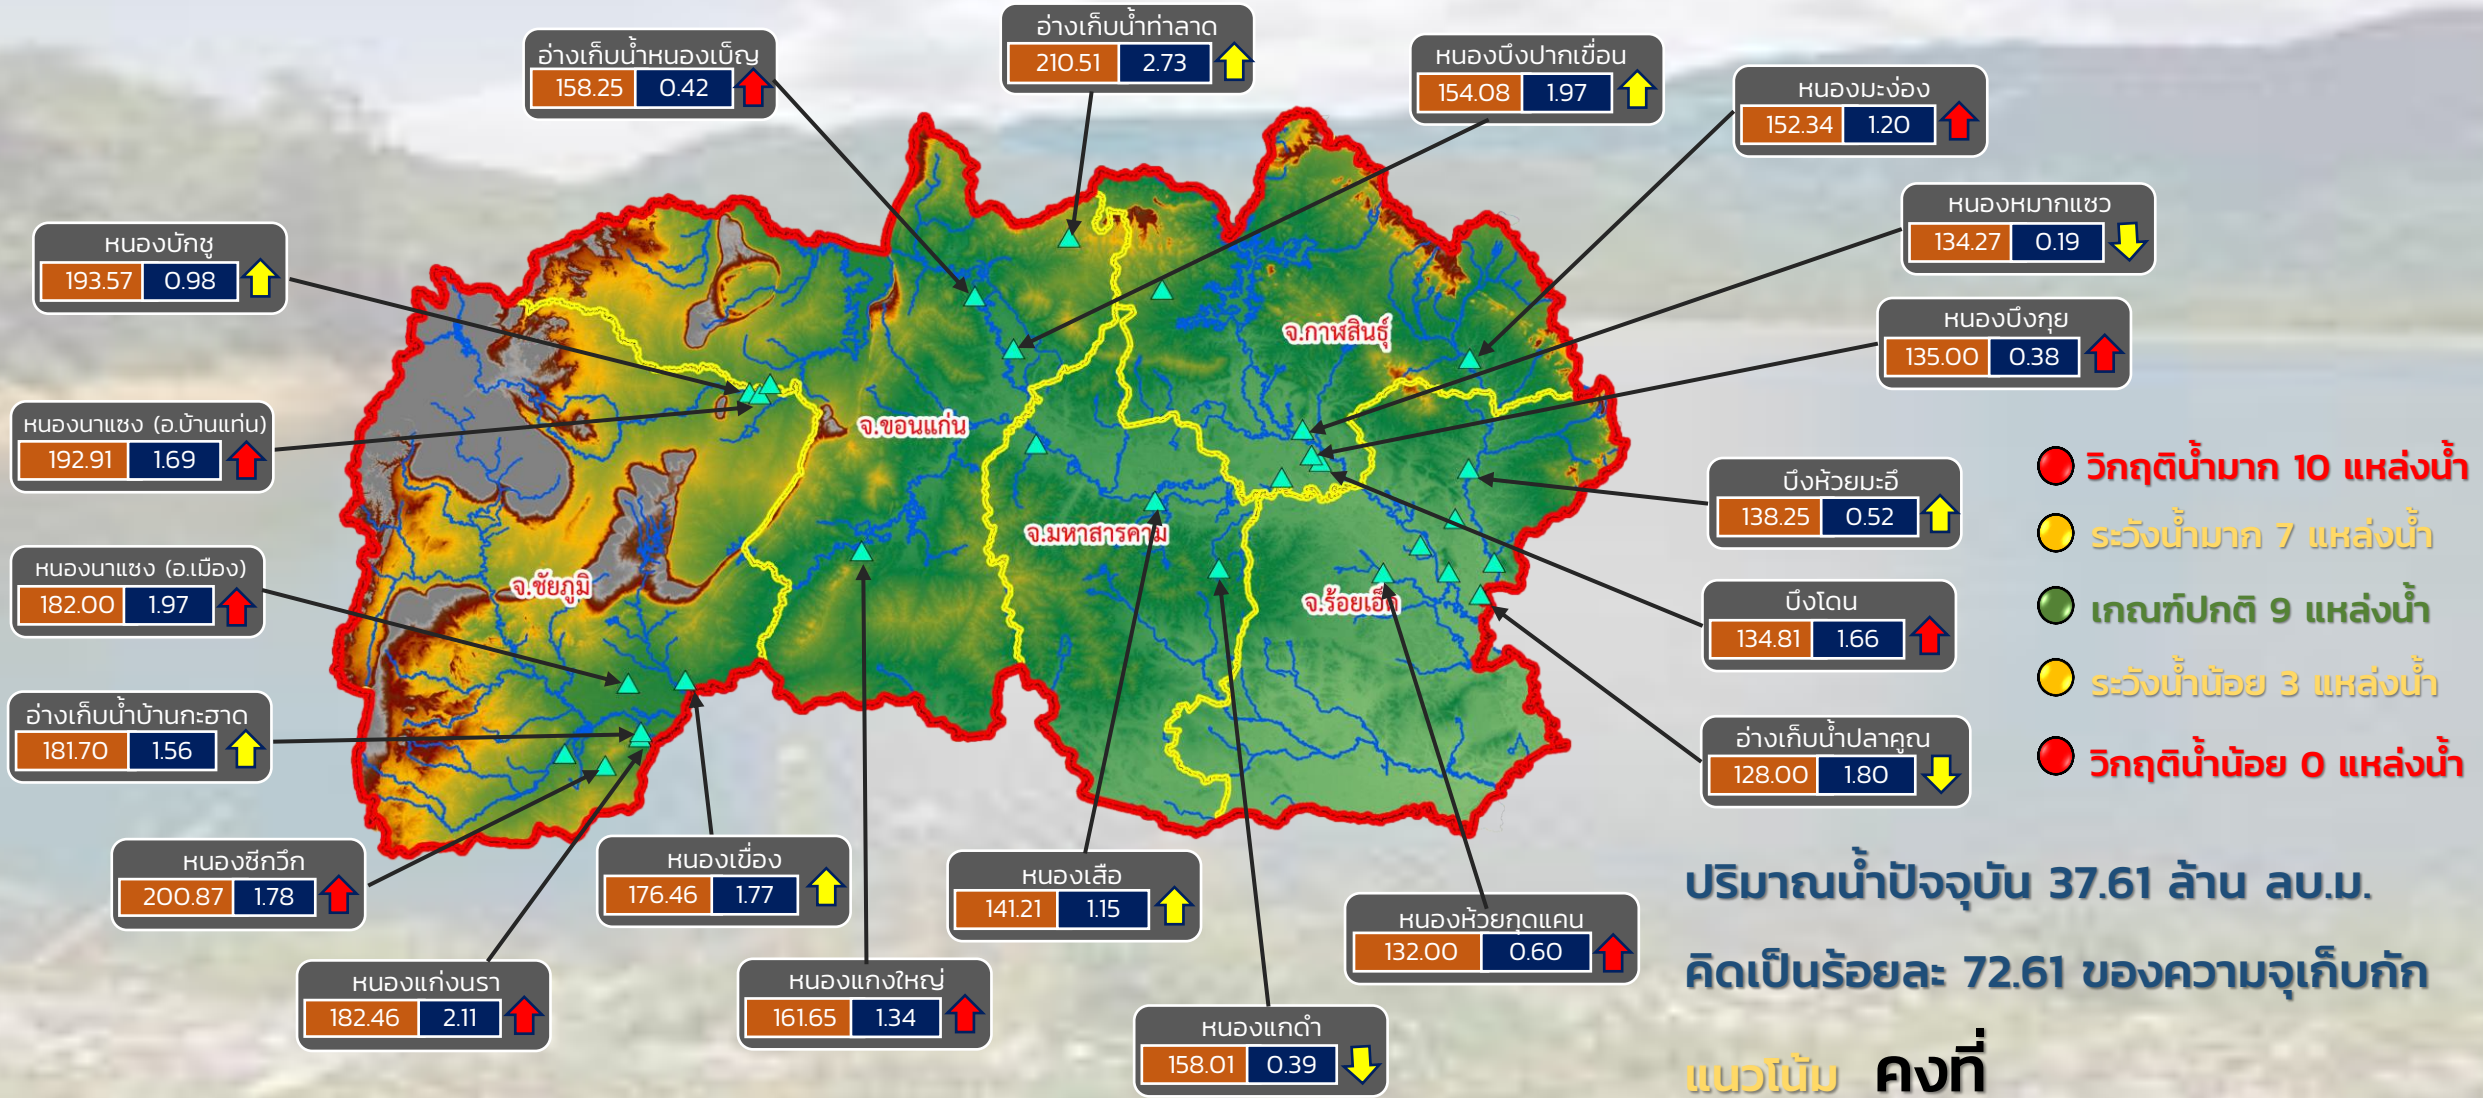 อ่างเก็บน้ำหนองเบ็ญ
158.25 0.42
อ่างเก็บน้ำท่าลาด
210.51 2.73
หนองบึงปากเขื่อน
154.08 1.97
หนองมะง่อง
152.34 1.20
หนองหมากแซว
134.27 0.19
หนองบึงกุย
135.00 0.38
บึงห้วยมะอึ
138.25 0.52
บึงโดน
134.81 1.66
อ่างเก็บน้ำปลาคูณ
128.00 1.80
หนองบักชู
193.57 0.98
หนองนาแซง (อ.บ้านแท่น)
192.91 1.69
หนองนาแซง (อ.เมือง)
182.00 1.97
อ่างเก็บน้ำบ้านกะฮาด
181.70 1.56
หนองซีกวึก
200.87 1.78
หนองแก่งนรา
182.46 2.11
หนองเขื่อง
176.46 1.77
หนองแกงใหญ่
161.65 1.34
หนองเสือ
141.21 1.15
หนองแกดำ
158.01 0.39
หนองห้วยกุดแคน
132.00 0.60
จ.กาฬสินธุ์
จ.ขอนแก่น
จ.มหาสารคาม
จ.ชัยภูมิ
จ.ร้อยเอ็ด
วิกฤติน้ำมาก 10 แหล่งน้ำ
ระวังน้ำมาก 7 แหล่งน้ำ
เกณฑ์ปกติ 9 แหล่งน้ำ
ระวังน้ำน้อย 3 แหล่งน้ำ
วิกฤติน้ำน้อย 0 แหล่งน้ำ
ปริมาณน้ำปัจจุบัน 37.61 ล้าน ลบ.ม.
คิดเป็นร้อยละ 72.61 ของความจุเก็บกัก
แนวโน้ม คงที่